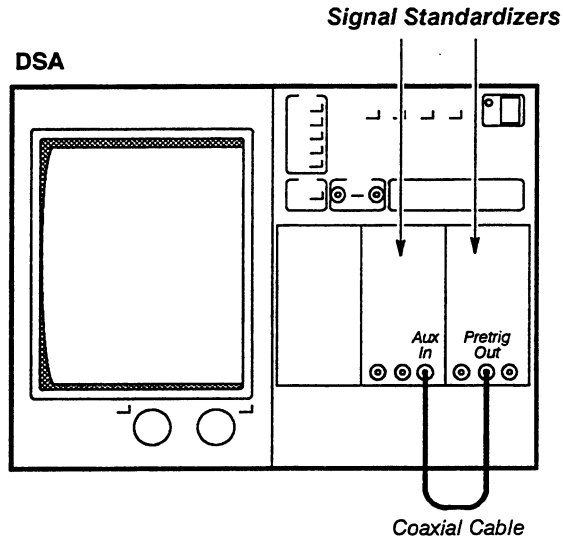 Signal Standardizers
DSA
Aux
In
Pretrig
Out
Coaxial Cable